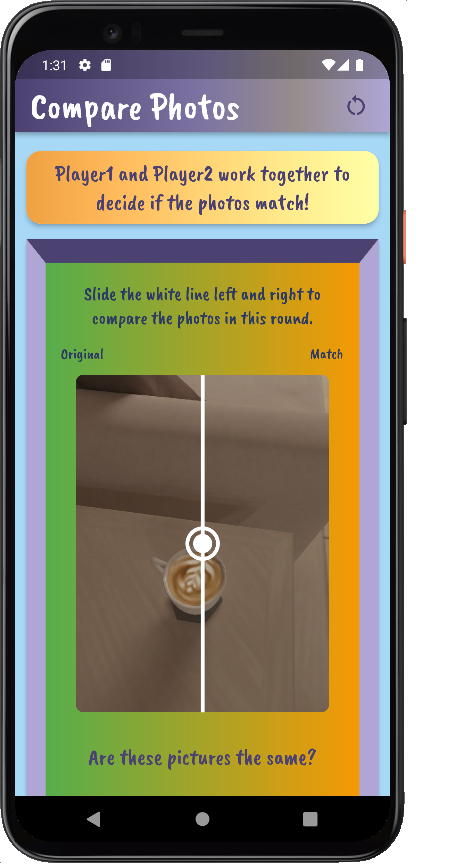 1:31
Compare Photos
Player1 and Player2 work together to
decide if the photos match!
Slide the white line left and right to
compare the photos in this round.
Original
Match
Are these pictures the same?